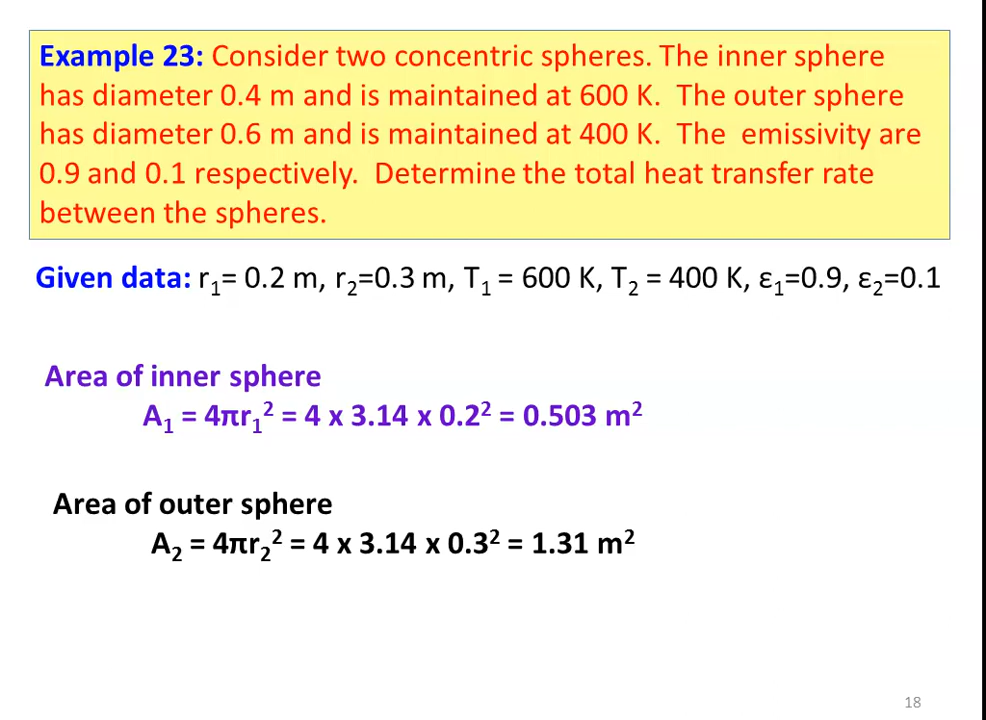 Example 23: Consider two concentric spheres. The inner sphere
has diameter 0.4 m and is maintained at 600 K. The outer sphere
has diameter 0.6 m and is maintained at 400 K. The emissivity are
0.9 and 0.1 respectively. Determine the total heat transfer rate
between the spheres.
Given data: r₁= 0.2 m, r₂=0.3 m, T₁ = 600 K, T₂ = 400 K, ε₁=0.9, ε₂=0.1
Area of inner sphere
A₁ = 4πr₁² = 4 x 3.14 x 0.2² = 0.503 m²
Area of outer sphere
A₂ = 4πr₂² = 4 x 3.14 x 0.3² = 1.31 m²
18